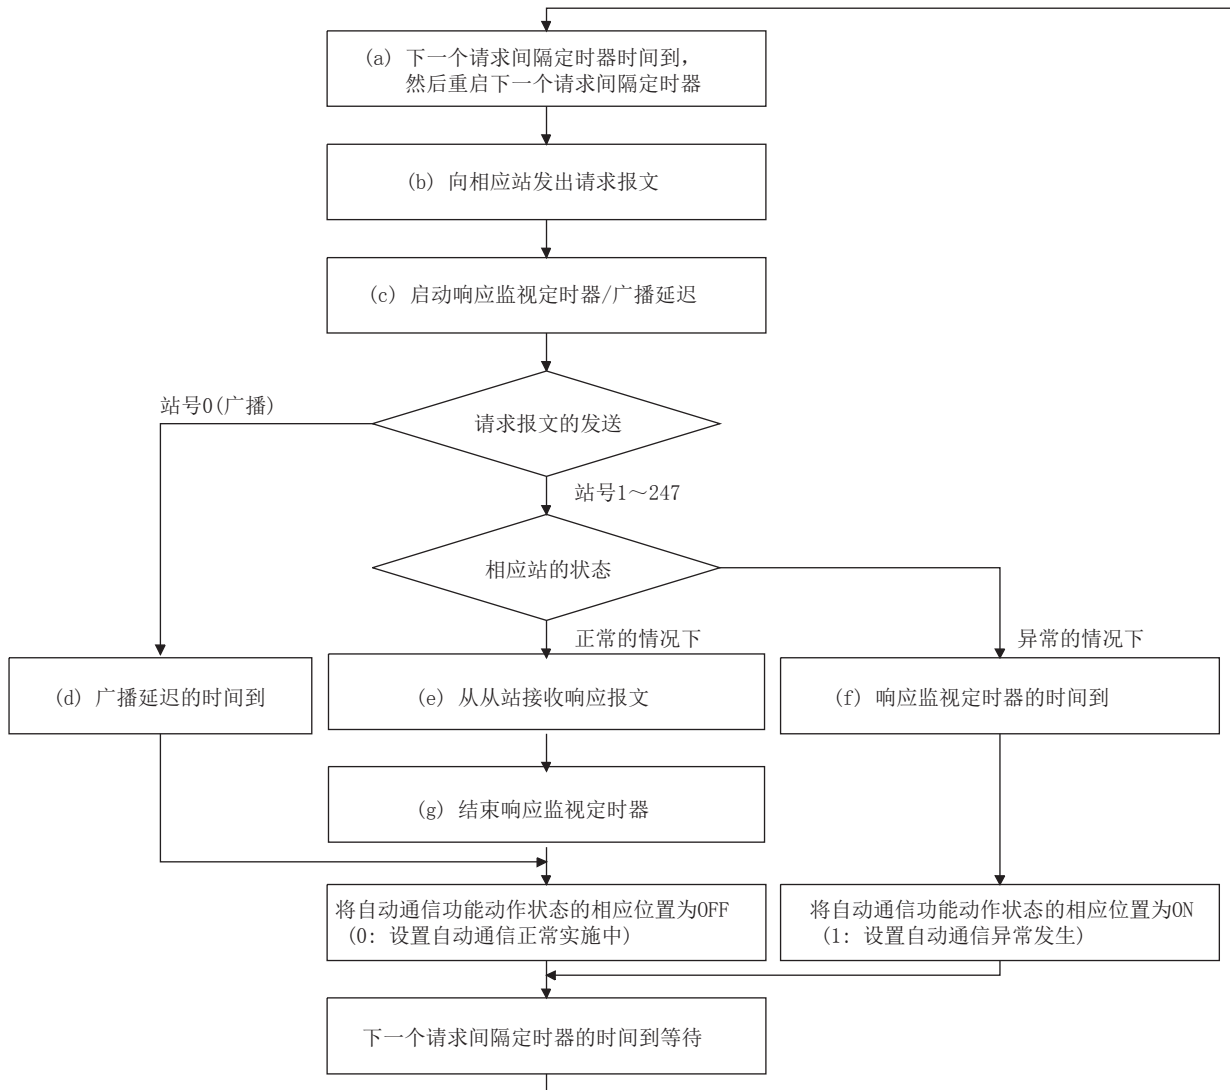 (a) 下一个请求间隔定时器时间到，
然后重启下一个请求间隔定时器
(b) 向相应站发出请求报文
(c) 启动响应监视定时器/广播延迟
站号0(广播)
请求报文的发送
站号1～247
相应站的状态
正常的情况下
异常的情况下
(d) 广播延迟的时间到
(e) 从从站接收响应报文
(f) 响应监视定时器的时间到
(g) 结束响应监视定时器
将自动通信功能动作状态的相应位置为OFF
(0: 设置自动通信正常实施中)
将自动通信功能动作状态的相应位置为ON
(1: 设置自动通信异常发生)
下一个请求间隔定时器的时间到等待